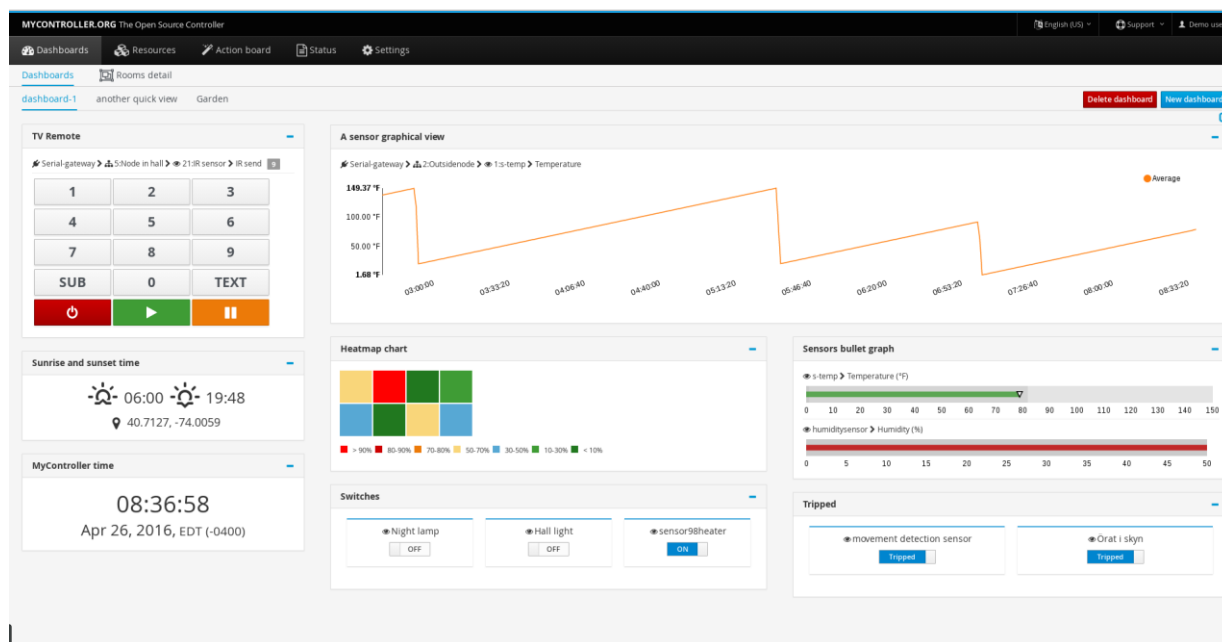 MYCONTROLLER.ORG The Open Source Controller
English (US) Support Demo use
Dashboards Resources Action board Status Settings
Dashboards Rooms detail
dashboard-1 another quick view Garden
Delete dashboard New dashboard
TV Remote
Serial-gateway > 5:Node in hall > 21:IR sensor > IR send 9
1 2 3
4 5 6
7 8 9
SUB 0 TEXT
A sensor graphical view
Serial-gateway > 2:Outsidenode > 1:s-temp > Temperature
Average
149.37 °F
100.00 °F
50.00 °F
1.68 °F
03:00:00 03:33:20 04:06:40 04:40:00 05:13:20 05:46:40 06:20:00 06:53:20 07:26:40 08:00:00 08:33:20
Sunrise and sunset time
06:00 19:48
40.7127, -74.0059
MyController time
08:36:58
Apr 26, 2016, EDT (-0400)
Heatmap chart
> 90% 80-90% 70-80% 50-70% 30-50% 10-30% < 10%
Sensors bullet graph
s-temp > Temperature (°F)
0 10 20 30 40 50 60 70 80 90 100 110 120 130 140 150
humiditysensor > Humidity (%)
0 5 10 15 20 25 30 35 40 45 50
Switches
Night lamp Hall light sensor98heater
OFF OFF ON
Tripped
movement detection sensor Örat i skyn
Tripped Tripped